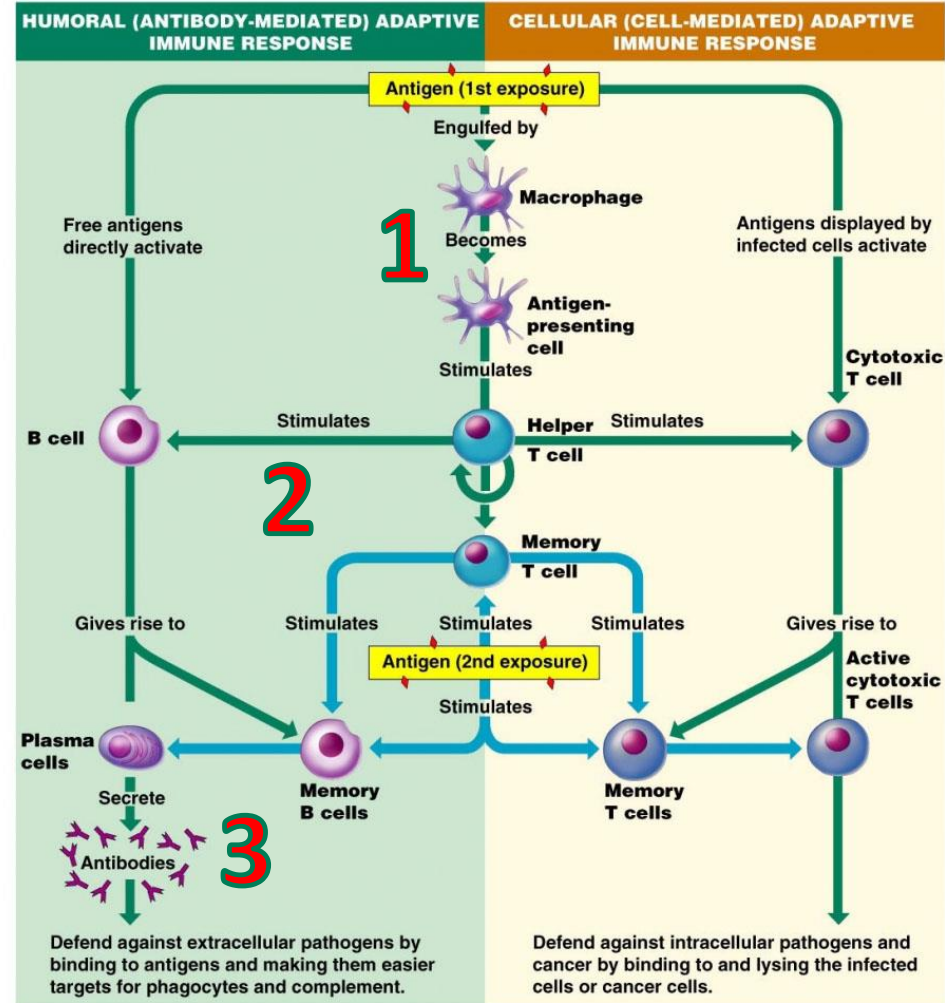 HUMORAL (ANTIBODY-MEDIATED) ADAPTIVE
IMMUNE RESPONSE
CELLULAR (CELL-MEDIATED) ADAPTIVE
IMMUNE RESPONSE
Antigen (1st exposure)
Engulfed by
Macrophage
Free antigens
directly activate
1
Becomes
Antigens displayed by
infected cells activate
Antigen-
presenting
cell
Stimulates
Cytotoxic
T cell
B cell
Stimulates
Helper
T cell
Stimulates
2
Memory
T cell
Gives rise to
Stimulates
Stimulates
Stimulates
Gives rise to
Antigen (2nd exposure)
Active
cytotoxic
T cells
Stimulates
Plasma
cells
Memory
B cells
Memory
T cells
Secrete
3
Antibodies
Defend against extracellular pathogens by
binding to antigens and making them easier
targets for phagocytes and complement.
Defend against intracellular pathogens and
cancer by binding to and lysing the infected
cells or cancer cells.